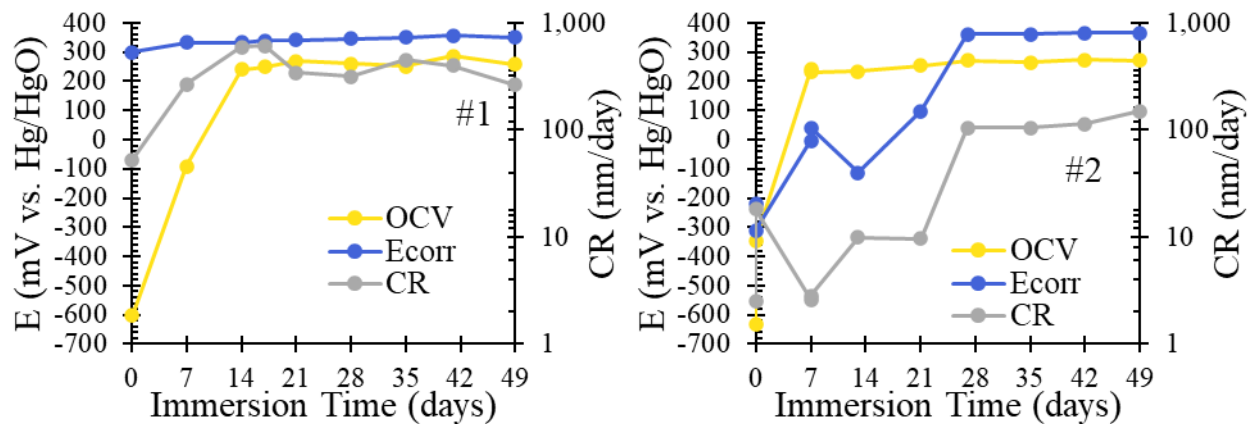 E (mV vs. Hg/HgO)
400
300
200
100
0
-100
-200
-300
-400
-500
-600
-700
0 7 14 21 28 35 42 49
Immersion Time (days)
1,000
100
10
1
CR (nm/day)
#1
OCV
Ecorr
CR
E (mV vs. Hg/HgO)
400
300
200
100
0
-100
-200
-300
-400
-500
-600
-700
0 7 14 21 28 35 42 49
Immersion Time (days)
1,000
100
10
1
CR (nm/day)
#2
OCV
Ecorr
CR